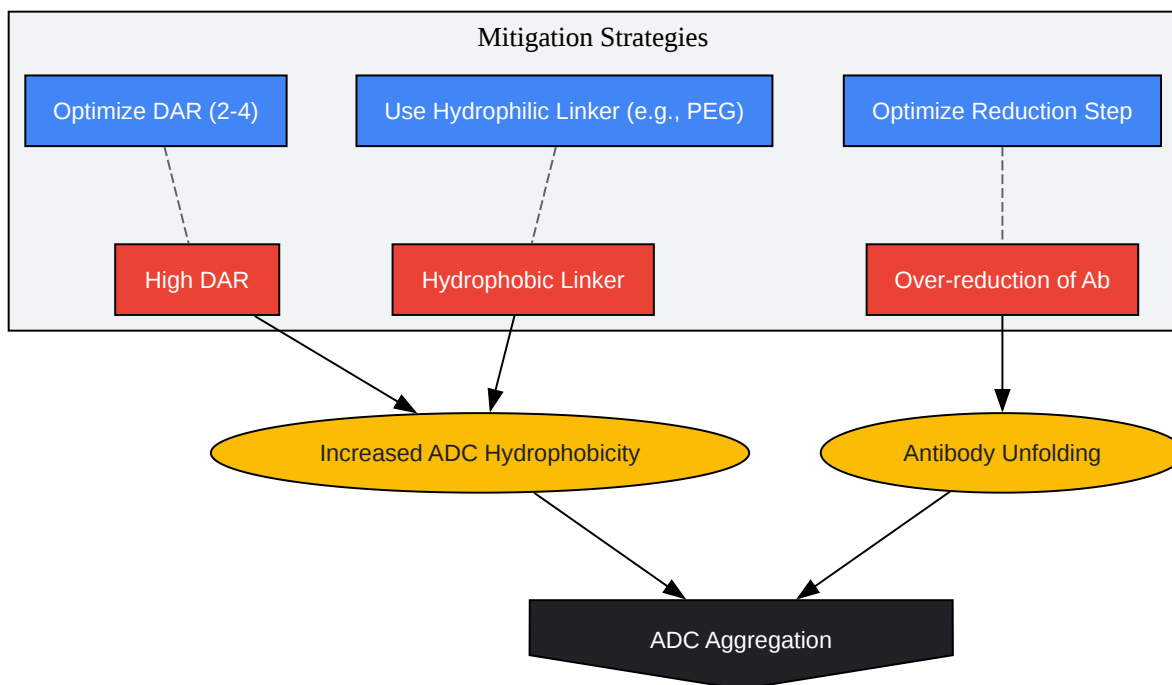 Mitigation Strategies
Optimize DAR (2-4)
Use Hydrophilic Linker (e.g., PEG)
Optimize Reduction Step
High DAR
Hydrophobic Linker
Over-reduction of Ab
Increased ADC Hydrophobicity
Antibody Unfolding
ADC Aggregation